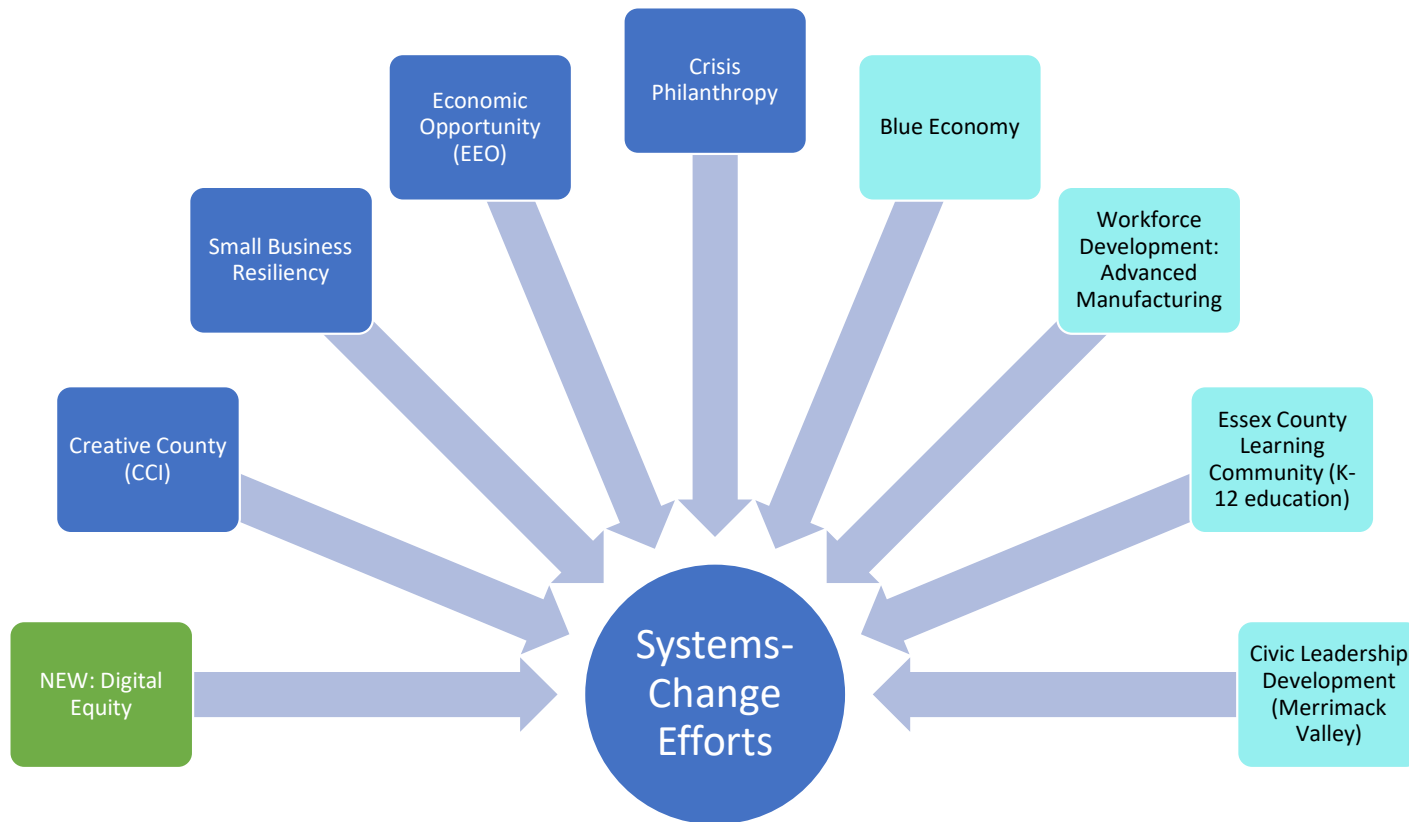 Crisis
Philanthropy
Economic
Opportunity
(EEO)
Blue Economy
Small Business
Resiliency
Workforce
Development:
Advanced
Manufacturing
Creative County
(CCI)
Essex County
Learning
Community (K-
12 education)
NEW: Digital
Equity
Systems-
Change
Efforts
Civic Leadership
Development
(Merrimack
Valley)